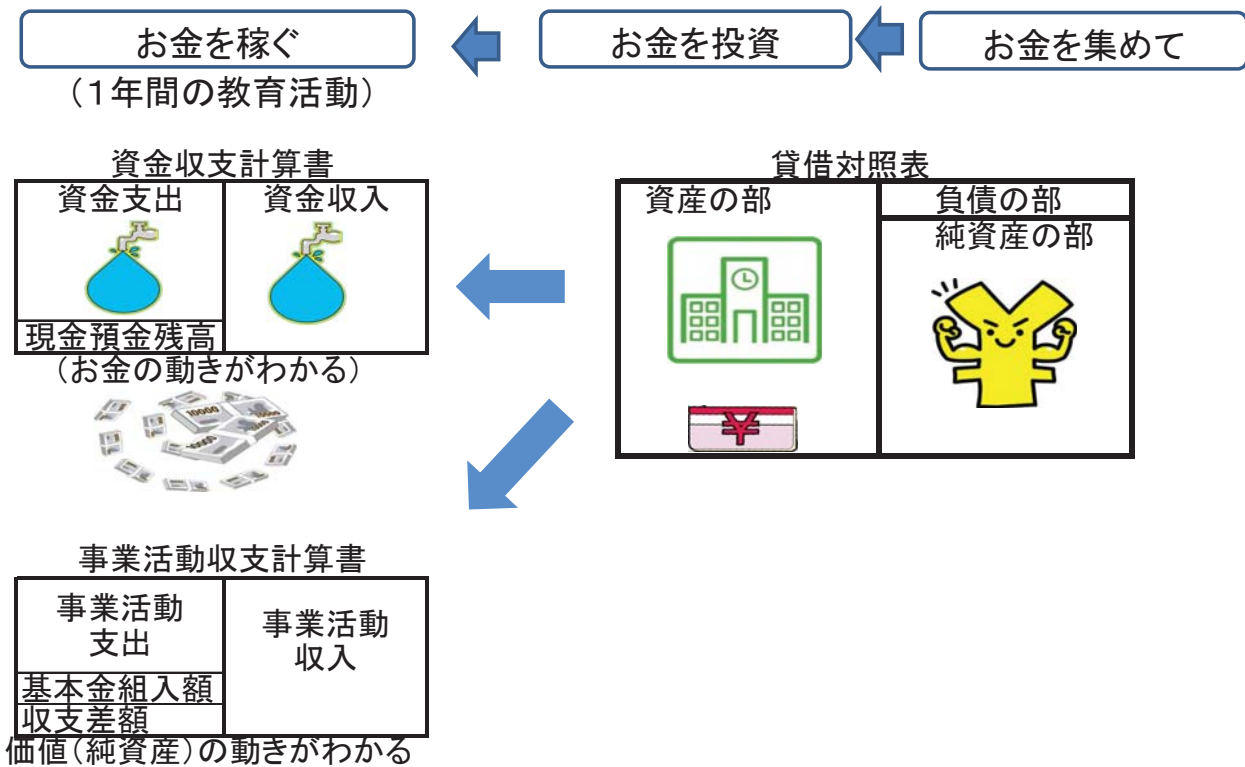 お金を稼ぐ
お金を投資
お金を集めて
（１年間の教育活動）
資金収支計算書
資金支出
資金収入
現金預金残高
（お金の動きがわかる）
10000
10000
10000
貸借対照表
資産の部
負債の部
純資産の部
¥
事業活動収支計算書
事業活動
支出
事業活動
収入
基本金組入額
収支差額
価値（純資産）の動きがわかる